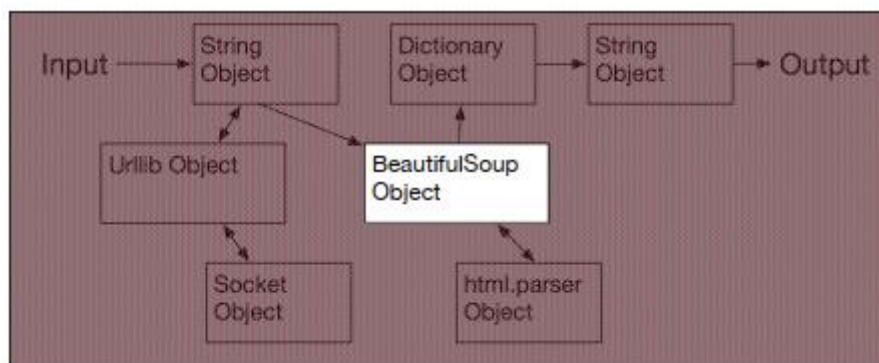 Input
String
Object
Dictionary
Object
String
Object
Output
Urllib Object
BeautifulSoup
Object
Socket
Object
html.parser
Object